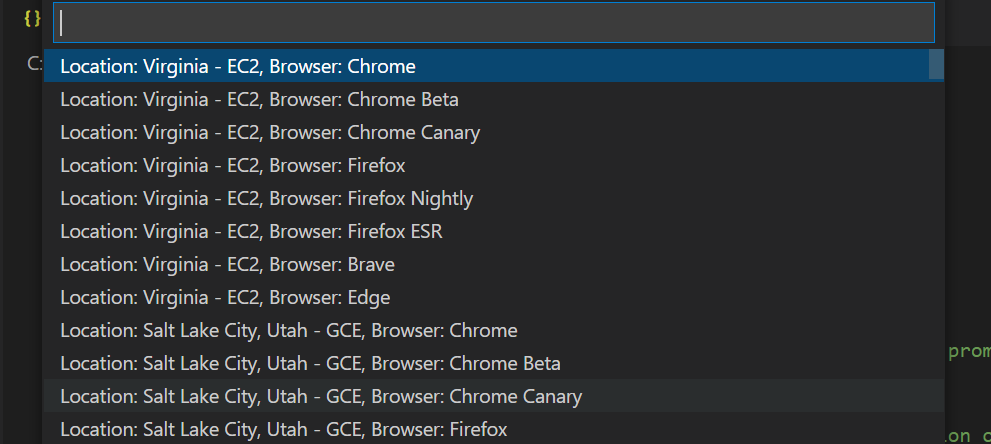 {}
C:
Location: Virginia - EC2, Browser: Chrome
Location: Virginia - EC2, Browser: Chrome Beta
Location: Virginia - EC2, Browser: Chrome Canary
Location: Virginia - EC2, Browser: Firefox
Location: Virginia - EC2, Browser: Firefox Nightly
Location: Virginia - EC2, Browser: Firefox ESR
Location: Virginia - EC2, Browser: Brave
Location: Virginia - EC2, Browser: Edge
Location: Salt Lake City, Utah - GCE, Browser: Chrome
Location: Salt Lake City, Utah - GCE, Browser: Chrome Beta
prom
Location: Salt Lake City, Utah - GCE, Browser: Chrome Canary
Location: Salt Lake City, Utah - GCE, Browser: Firefox